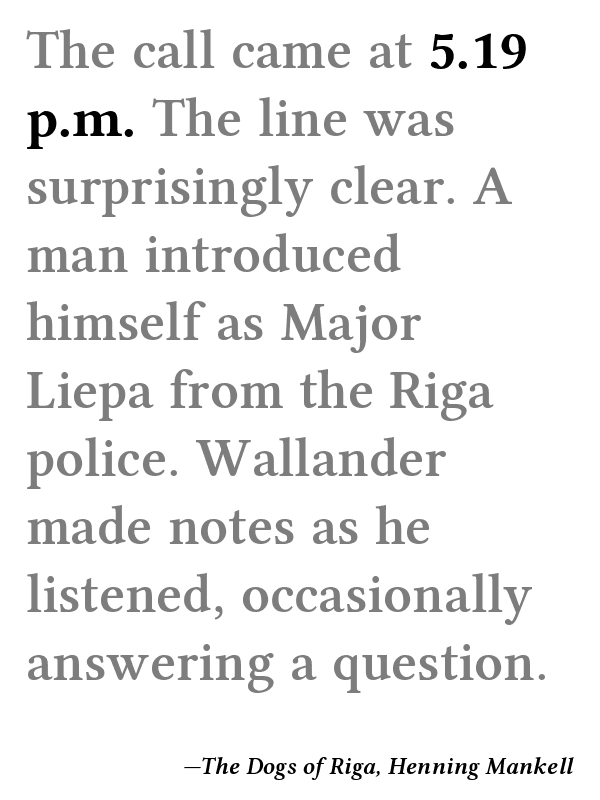 The call came at 5.19
p.m. The line was
surprisingly clear. A
man introduced
himself as Major
Liepa from the Riga
police. Wallander
made notes as he
listened, occasionally
answering a question.
—The Dogs of Riga, Henning Mankell